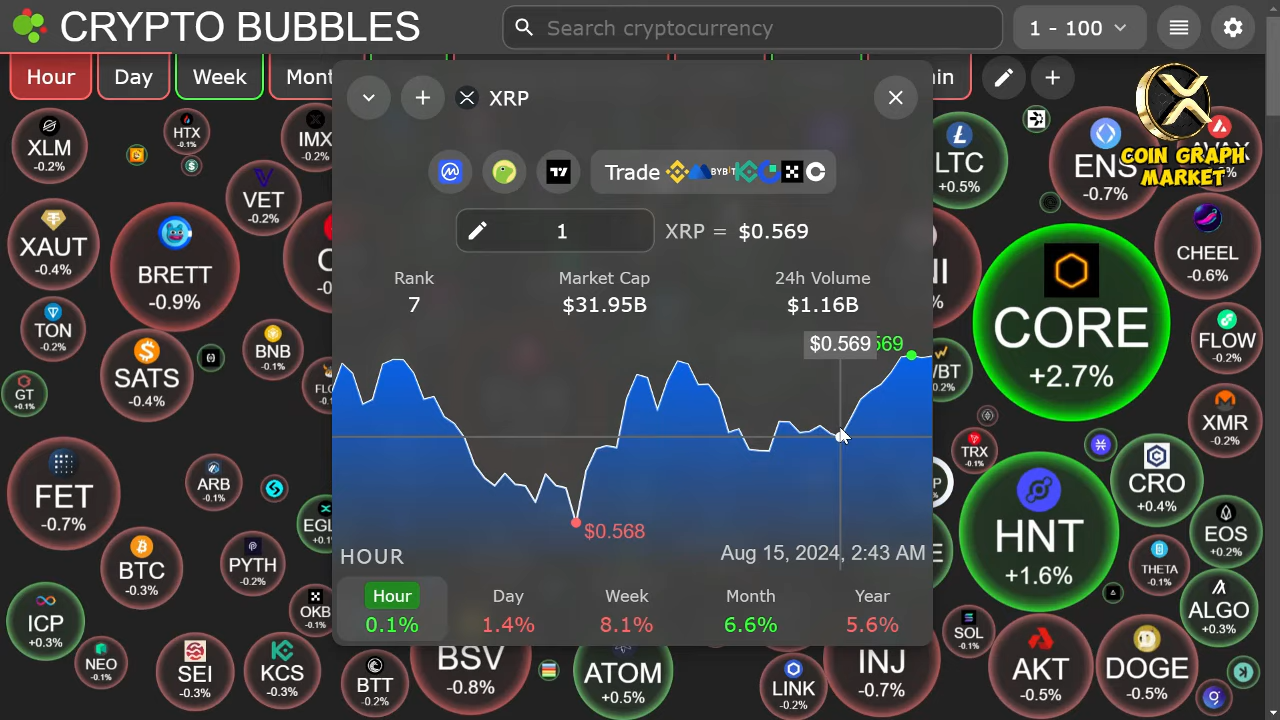 CRYPTO BUBBLES
Search cryptocurrency
1 - 100
Hour
Day
Week
XRP
COIN GRAPH
MARKET
Trade
BYBIT
1
XRP = $0.569
Rank
7
Market Cap
$31.95B
24h Volume
$1.16B
$0.569
$0.568
HOUR
Aug 15, 2024, 2:43 AM
Hour
0.1%
Day
1.4%
Week
8.1%
Month
6.6%
Year
5.6%
XLM
-0.2%
HTX
-0.1%
IMX
-0.2%
VET
-0.2%
XAUT
-0.4%
BRETT
-0.9%
TON
-0.2%
SATS
-0.4%
BNB
-0.1%
GT
+0.1%
FET
-0.7%
ARB
-0.1%
BTC
-0.3%
PYTH
-0.2%
ICP
+0.3%
OKB
-0.2%
NEO
-0.1%
SEI
-0.3%
KCS
-0.3%
BTT
-0.2%
BSV
-0.8%
ATOM
+0.5%
LINK
-0.2%
INJ
-0.7%
LTC
+0.5%
ENS
-0.7%
CHEEL
-0.6%
CORE
+2.7%
FLOW
-0.2%
XMR
-0.2%
TRX
-0.1%
CRO
+0.4%
HNT
+1.6%
EOS
+0.2%
THETA
-0.1%
ALGO
+0.3%
SOL
-0.1%
AKT
-0.5%
DOGE
-0.5%